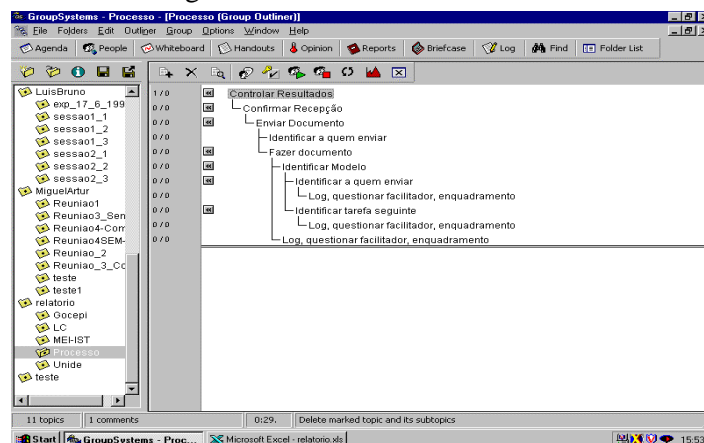 GroupSystems - Processo - [Processo (Group Outliner)]
File Folders Edit Outliner Group Options Window Help
Agenda People Whiteboard Handouts Opinion Reports Briefcase Log Find Folder List
LuisBruno
exp_17_6_199
sessao1_1
sessao1_2
sessao1_3
sessao2_1
sessao2_2
sessao2_3
MiguelArtur
Reuniao1
Reuniao3_Sen
Reuniao4-Com
Reuniao4SEM-
Reuniao_2
Reuniao_3_Co
teste
teste1
relatorio
Gocepi
LC
MEI-IST
Processo
Unide
teste
1/0 Controlar Resultados
0/0 Confirmar Recepção
0/0 Enviar Documento
0/0 Identificar a quem enviar
0/0 Fazer documento
0/0 Identificar Modelo
0/0 Identificar a quem enviar
0/0 Log, questionar facilitador, enquadramento
0/0 Identificar tarefa seguinte
0/0 Log, questionar facilitador, enquadramento
0/0 Log, questionar facilitador, enquadramento
11 topics 1 comments 0:29. Delete marked topic and its subtopics
Start GroupSystems - Proc... Microsoft Excel - relatorio.xls 15:53